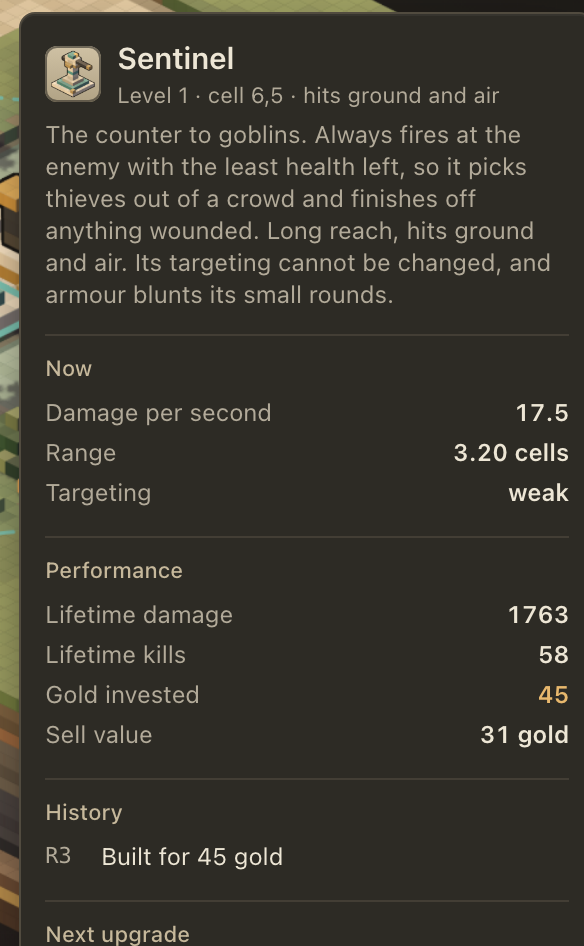 Sentinel
Level 1 · cell 6,5 · hits ground and air
The counter to goblins. Always fires at the
enemy with the least health left, so it picks
thieves out of a crowd and finishes off
anything wounded. Long reach, hits ground
and air. Its targeting cannot be changed, and
armour blunts its small rounds.
Now
Damage per second 17.5
Range 3.20 cells
Targeting weak
Performance
Lifetime damage 1763
Lifetime kills 58
Gold invested 45
Sell value 31 gold
History
R3 Built for 45 gold
Next upgrade